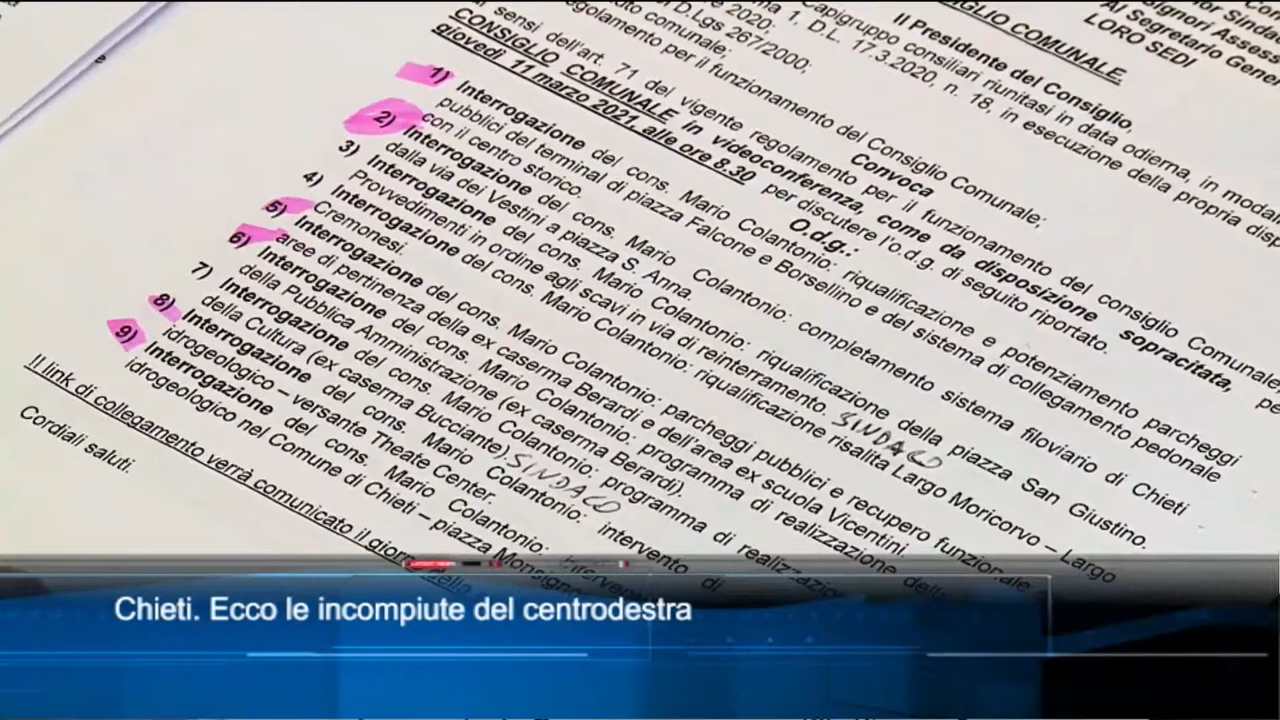 or Sinda
ignori Assess
Al Segretario Gener
LORO SEDI
SIGLIO COMUNALE.
Il Presidente del Consiglio,
Capigruppo consiliari riunitasi in data odierna, in modal
1, D.L. 17.3.2020, n. 18, in esecuzione della propria disp
2020;
D.Lgs 267/2000;
comunale;
egolamento per il funzionamento del Consiglio Comunale;
Convoca
sensi dell'art. 71 del vigente regolamento per il funzionamento del consiglio Comunale
CONSIGLIO COMUNALE in videoconferenza, come da disposizione sopracitata, pe
giovedì 11 marzo 2021, alle ore 8.30 per discutere l'o.d.g. di seguito riportato.
O.d.g.:
1) Interrogazione del cons. Mario Colantonio: riqualificazione e potenziamento parcheggi
pubblici del terminal di piazza Falcone e Borsellino e del sistema di collegamento pedonale
con il centro storico.
2) Interrogazione del cons. Mario Colantonio: completamento sistema filoviario di Chieti
dalla via dei Vestini a piazza S. Anna.
3) Interrogazione del cons. Mario Colantonio: riqualificazione della piazza San Giustino.
Provvedimenti in ordine agli scavi in via di reinterramento. SINDACO
4) Interrogazione del cons. Mario Colantonio: riqualificazione risalita Largo Moricorvo – Largo
Cremonesi.
5) Interrogazione del cons. Mario Colantonio: parcheggi pubblici e recupero funzionale
aree di pertinenza della ex caserma Berardi e dell'area ex scuola Vicentini.
6) Interrogazione del cons. Mario Colantonio: programma di realizzazione della
della Pubblica Amministrazione (ex caserma Berardi).
7) Interrogazione del cons. Mario Colantonio: programma di realizzazio
della Cultura (ex caserma Bucciante). SINDACO
8) Interrogazione del cons. Mario Colantonio: intervento di
idrogeologico – versante Theate Center.
9) Interrogazione del cons. Mario Colantonio:
idrogeologico nel Comune di Chieti – piazza Monsigno
Il link di collegamento verrà comunicato il giorno della
Cordiali saluti.
LATEST NEWS
Chieti. Ecco le incompiute del centrodestra